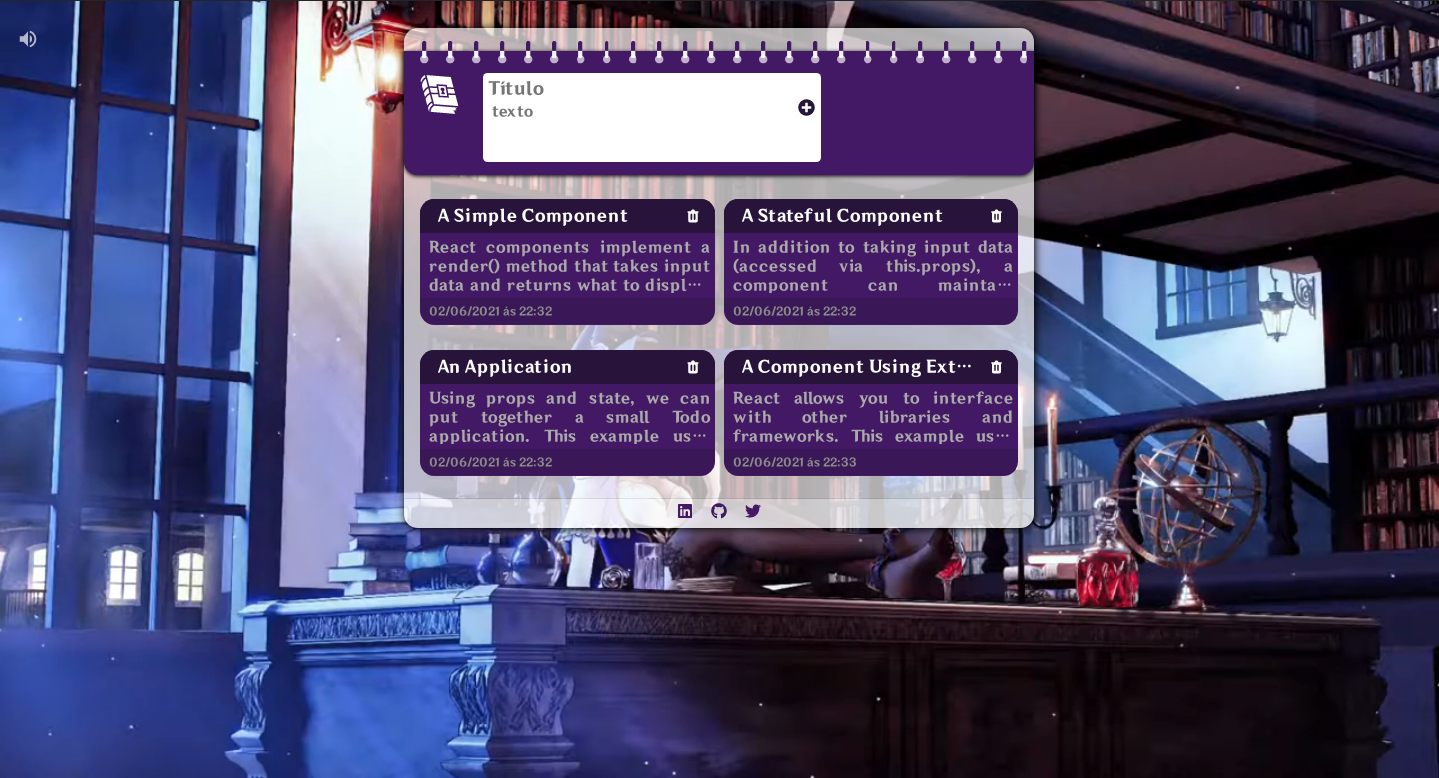 Título
texto
A Simple Component
React components implement a
render() method that takes input
data and returns what to displ…
02/06/2021 ás 22:32
A Stateful Component
In addition to taking input data
(accessed via this.props), a
component can mainta…
02/06/2021 ás 22:32
An Application
Using props and state, we can
put together a small Todo
application. This example us…
02/06/2021 ás 22:32
A Component Using Ext…
React allows you to interface
with other libraries and
frameworks. This example us…
02/06/2021 ás 22:33